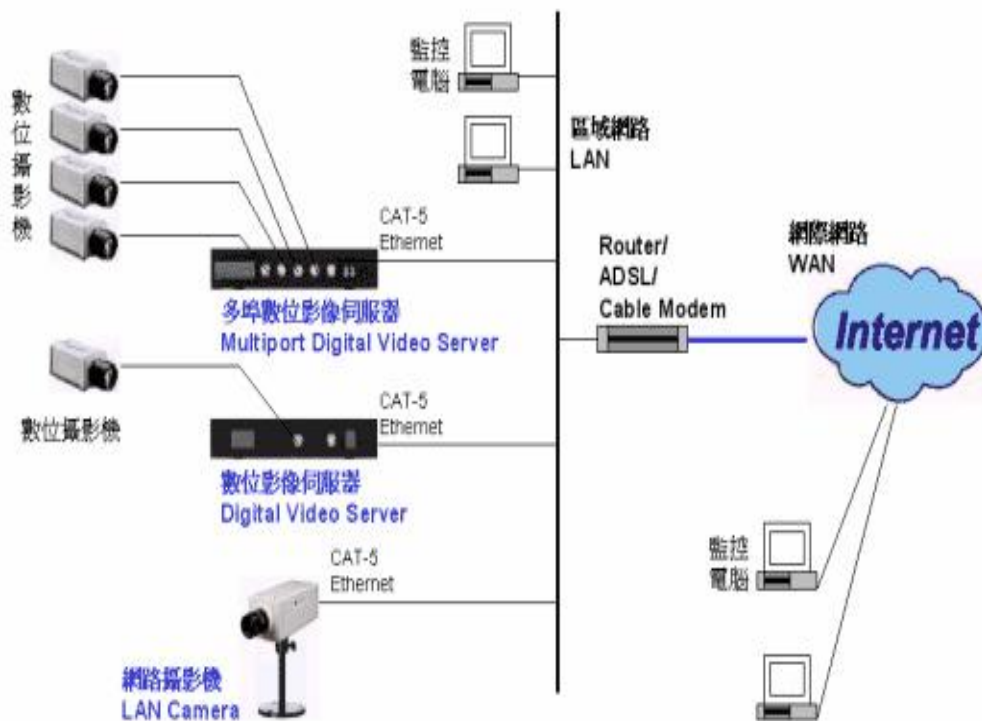 數位攝影機
監控
電腦
區域網路
LAN
CAT-5
Ethernet
多埠數位影像伺服器
Multiport Digital Video Server
Router/
ADSL/
Cable Modem
網際網路
WAN
Internet
數位攝影機
CAT-5
Ethernet
數位影像伺服器
Digital Video Server
CAT-5
Ethernet
網路攝影機
LAN Camera
監控
電腦